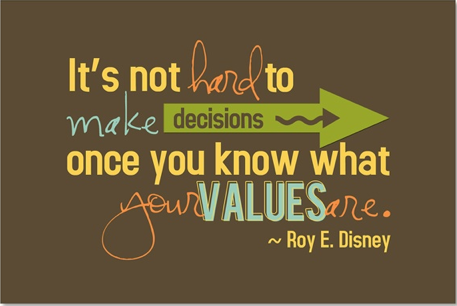 It's not hard to
make decisions
once you know what
your VALUES are.
~ Roy E. Disney